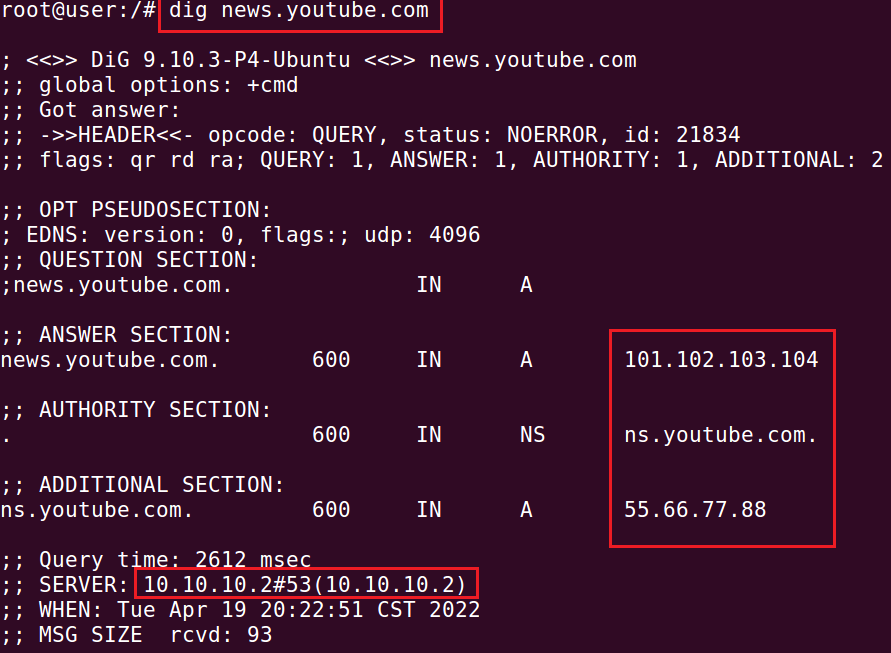 root@user:/# dig news.youtube.com
; <<>> DiG 9.10.3-P4-Ubuntu <<>> news.youtube.com
;; global options: +cmd
;; Got answer:
;; ->>HEADER<<- opcode: QUERY, status: NOERROR, id: 21834
;; flags: qr rd ra; QUERY: 1, ANSWER: 1, AUTHORITY: 1, ADDITIONAL: 2
;; OPT PSEUDOSECTION:
; EDNS: version: 0, flags:; udp: 4096
;; QUESTION SECTION:
;news.youtube.com. IN A
;; ANSWER SECTION:
news.youtube.com. 600 IN A 101.102.103.104
;; AUTHORITY SECTION:
. 600 IN NS ns.youtube.com.
;; ADDITIONAL SECTION:
ns.youtube.com. 600 IN A 55.66.77.88
;; Query time: 2612 msec
;; SERVER: 10.10.10.2#53(10.10.10.2)
;; WHEN: Tue Apr 19 20:22:51 CST 2022
;; MSG SIZE rcvd: 93